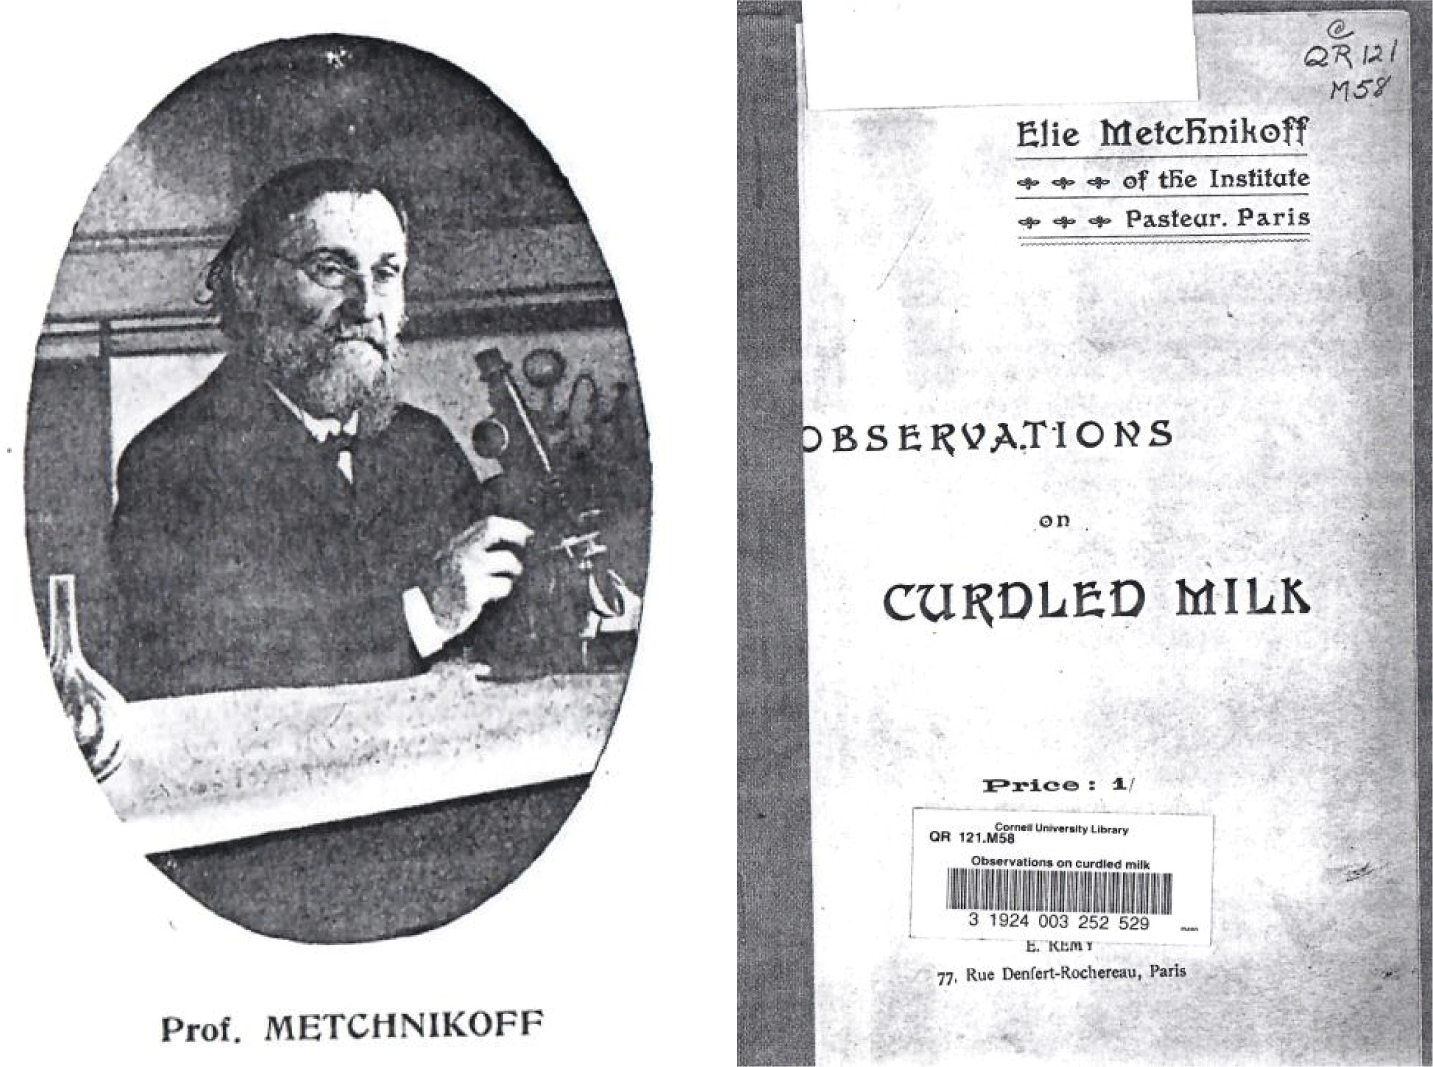 Prof. METCHNIKOFF
@
QR 121
M58
Elie Metchnikoff
of the Institute
Pasteur. Paris
OBSERVATIONS
on
CURDLED MILK
Price : 1/
Cornell University Library
QR 121.M58
Observations on curdled milk
3 1924 003 252 529
E. REMY
77, Rue Denfert-Rochereau, Paris